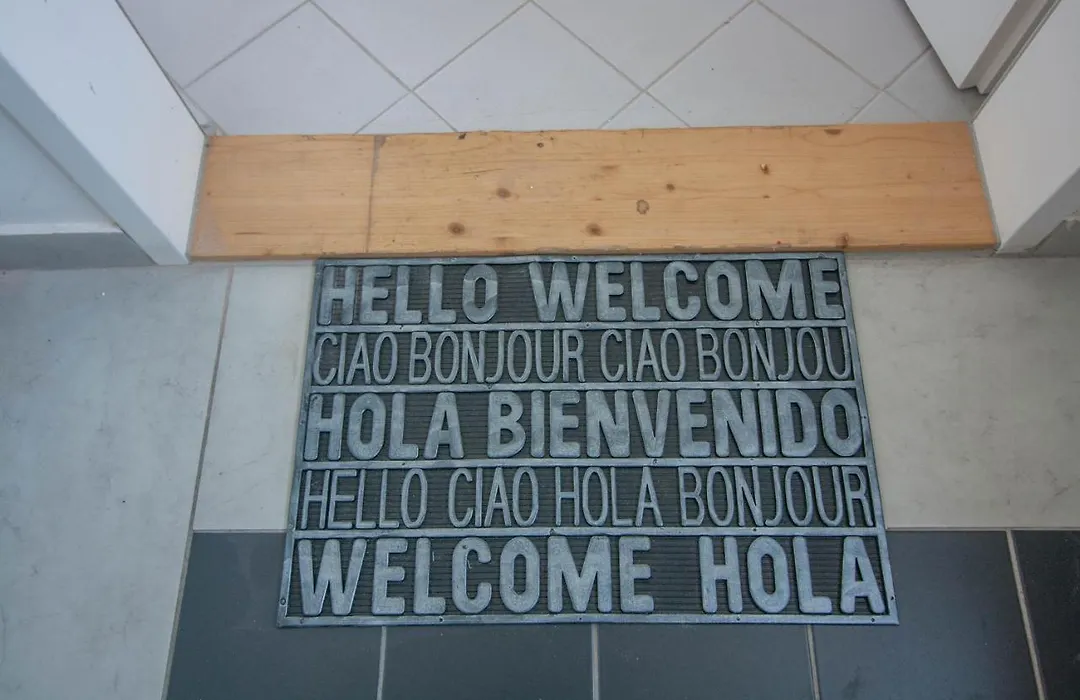 HELLO WELCOME
CIAO BONJOUR CIAO BONJOU
HOLA BIENVENIDO
HELLO CIAO HOLA BONJOUR
WELCOME HOLA